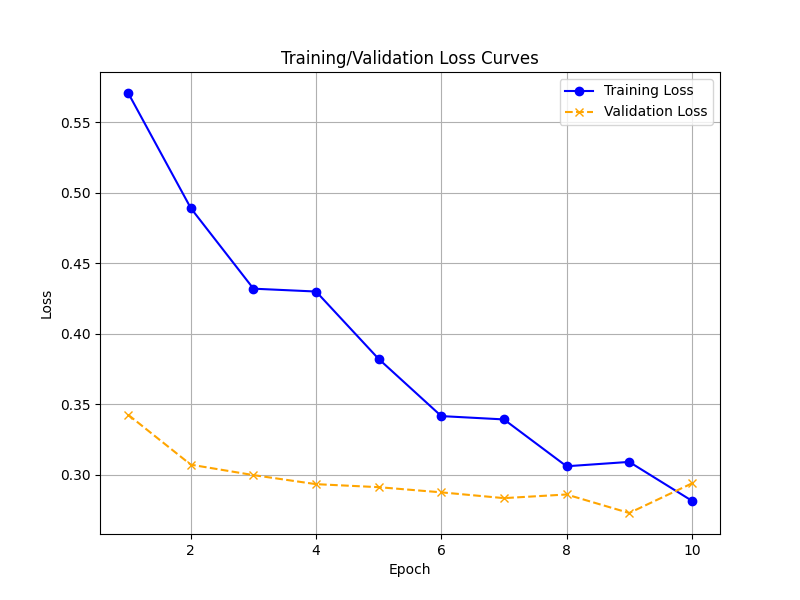 Training/Validation Loss Curves
Training Loss
Validation Loss
0.55
0.50
0.45
0.40
0.35
0.30
Loss
2 4 6 8 10
Epoch